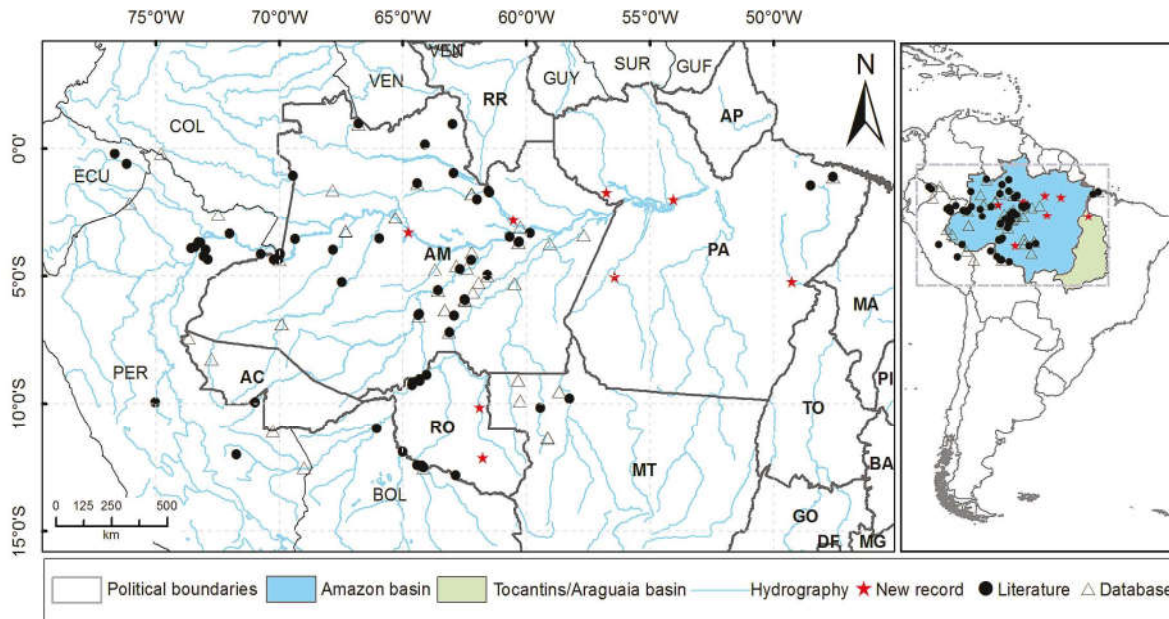 75°0'W 70°0'W 65°0'W 60°0'W 55°0'W 50°0'W
VEN
VEN GUY SUR GUF
N
COL RR AP
0°0'
ECU
AM PA
5°0'S
MA
PER AC PI
10°0'S
RO TO
BA
MT
BOL
0 125 250 500
km
GO
15°0'S
DF MG
Political boundaries Amazon basin Tocantins/Araguaia basin Hydrography New record Literature Database